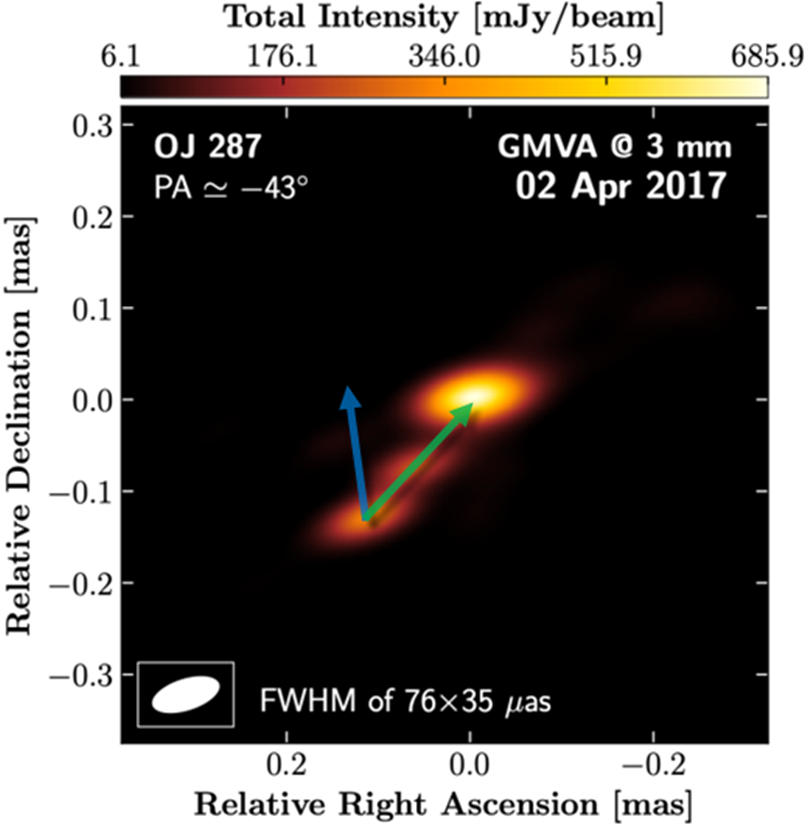 Total Intensity [mJy/beam]
6.1 176.1 346.0 515.9 685.9
OJ 287
PA ≃ −43°
GMVA @ 3 mm
02 Apr 2017
0.3
0.2
0.1
0.0
−0.1
−0.2
−0.3
Relative Declination [mas]
FWHM of 76×35 μas
0.2 0.0 −0.2
Relative Right Ascension [mas]